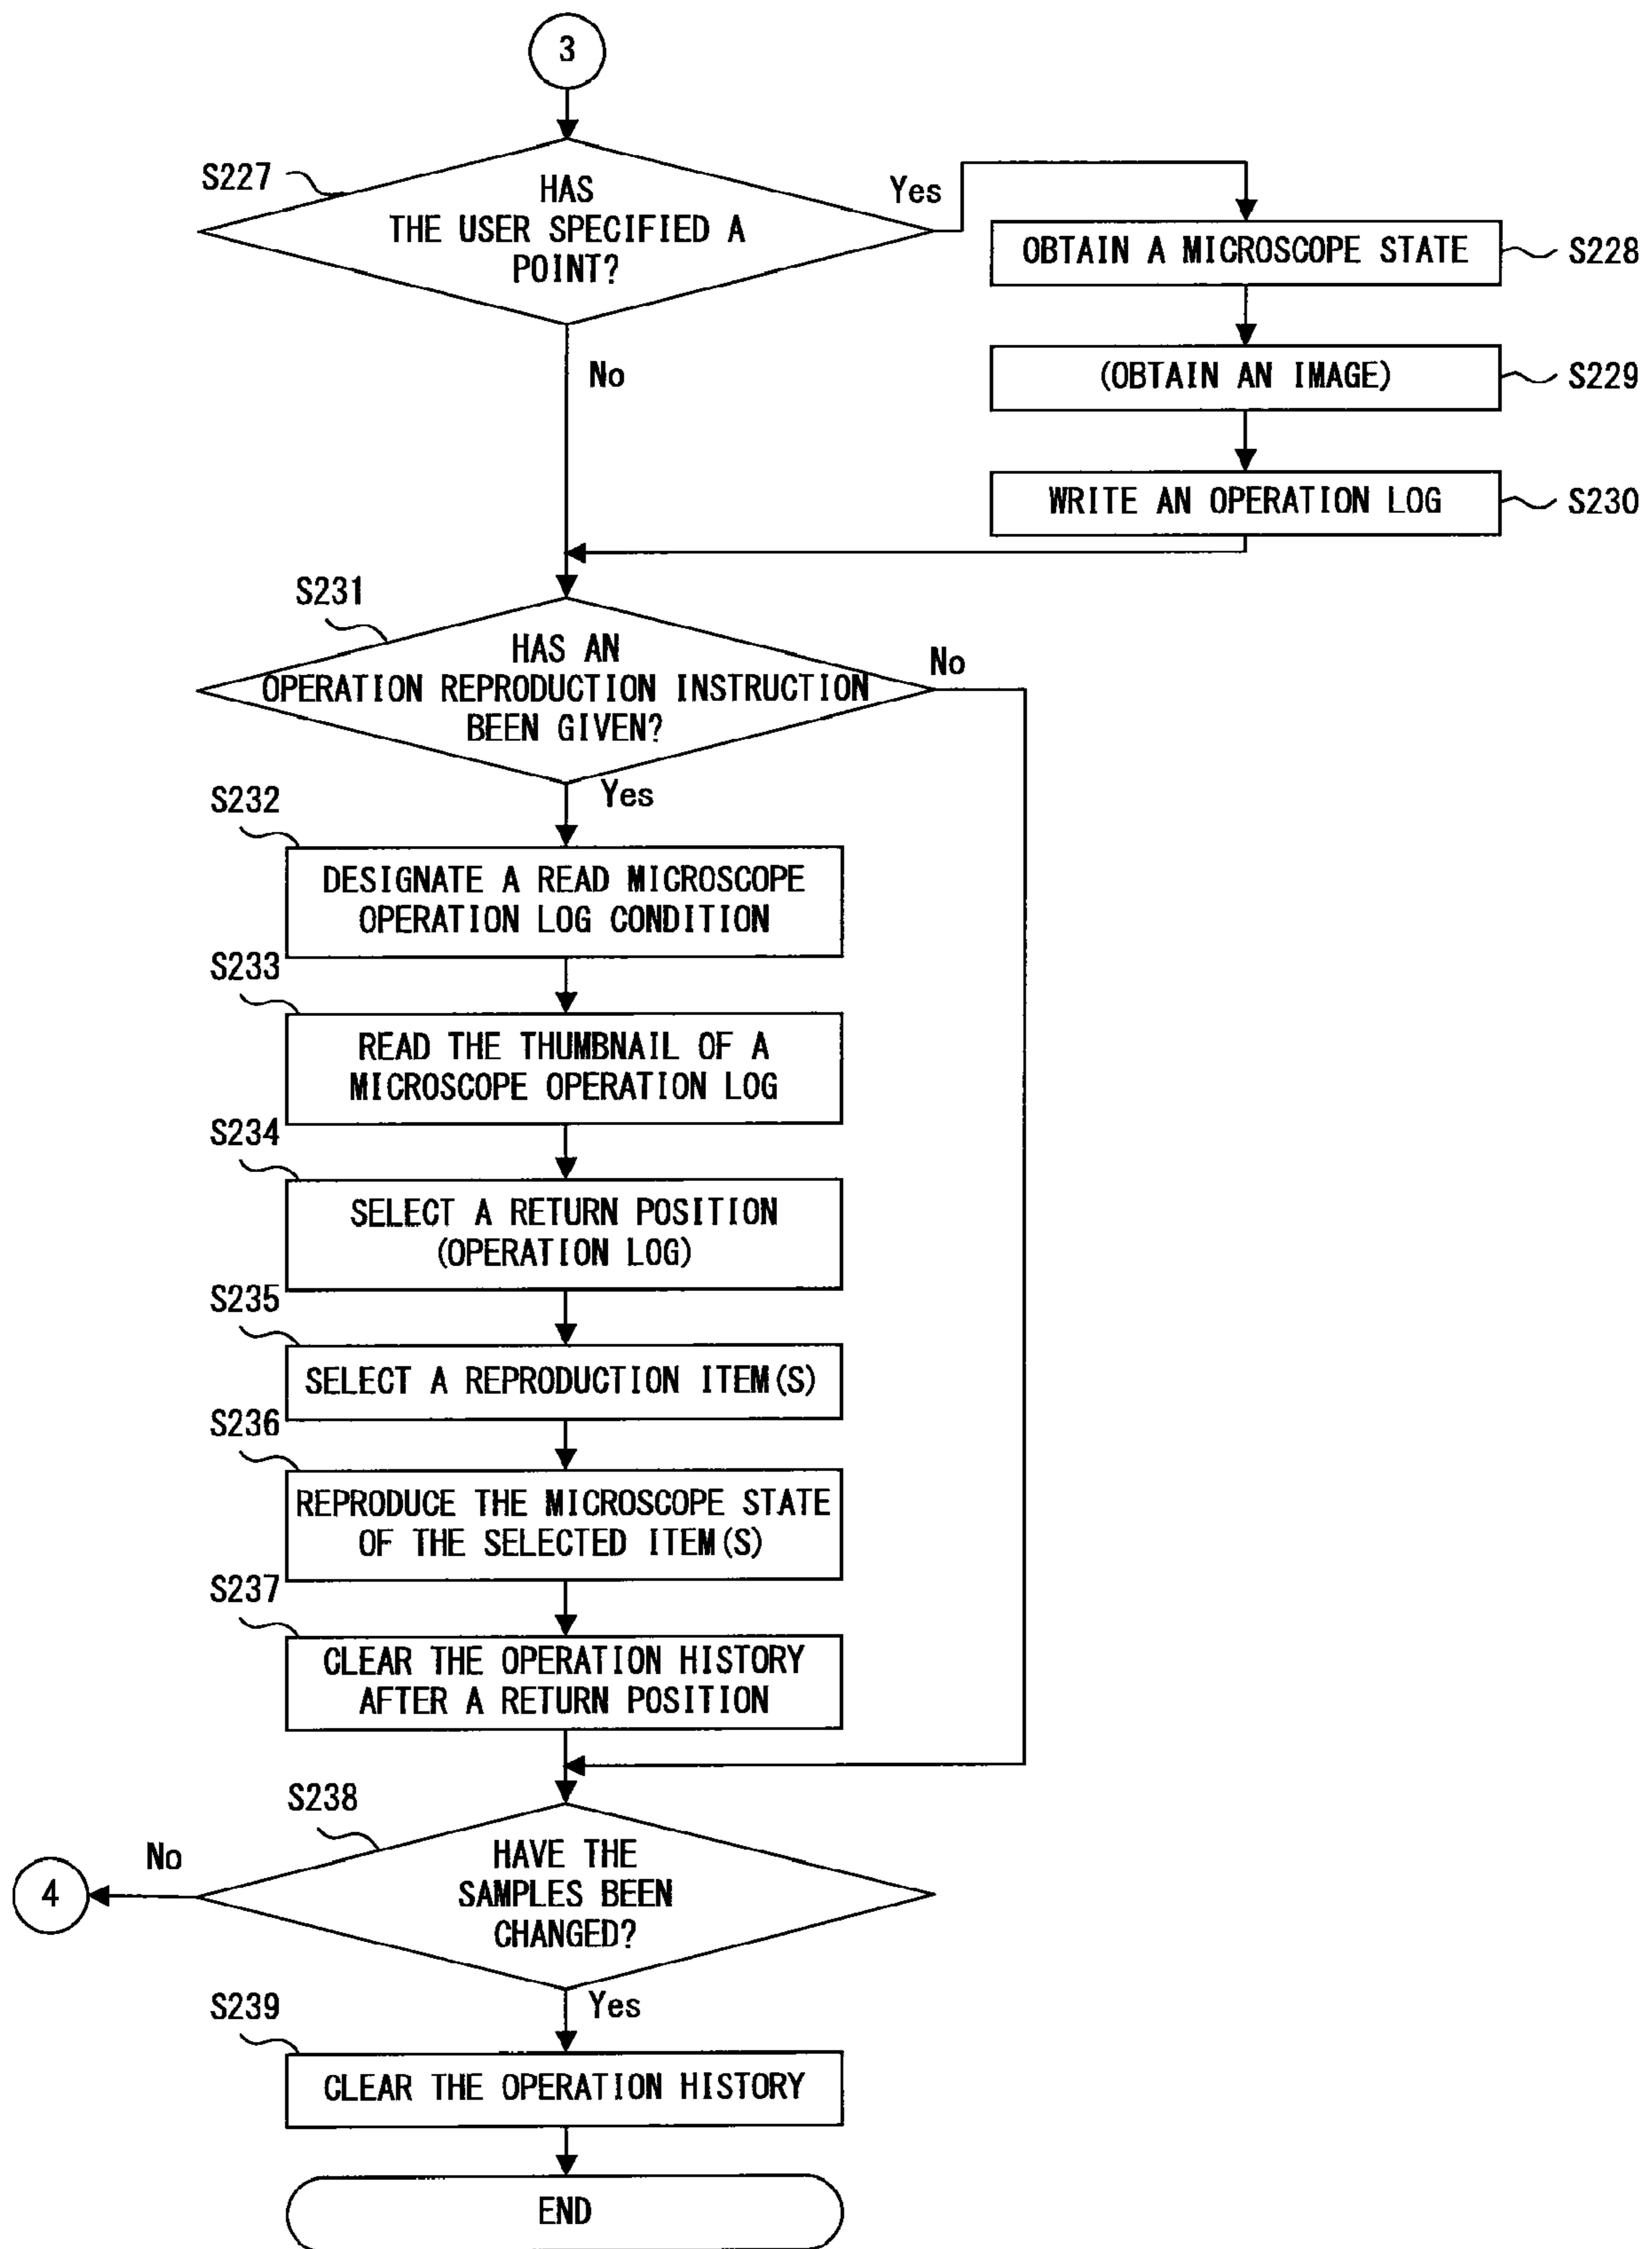 3
S227
HAS
THE USER SPECIFIED A
POINT?
Yes
No
OBTAIN A MICROSCOPE STATE
S228
(OBTAIN AN IMAGE)
S229
WRITE AN OPERATION LOG
S230
S231
HAS AN
OPERATION REPRODUCTION INSTRUCTION
BEEN GIVEN?
No
Yes
S232
DESIGNATE A READ MICROSCOPE
OPERATION LOG CONDITION
S233
READ THE THUMBNAIL OF A
MICROSCOPE OPERATION LOG
S234
SELECT A RETURN POSITION
(OPERATION LOG)
S235
SELECT A REPRODUCTION ITEM(S)
S236
REPRODUCE THE MICROSCOPE STATE
OF THE SELECTED ITEM(S)
S237
CLEAR THE OPERATION HISTORY
AFTER A RETURN POSITION
S238
HAVE THE
SAMPLES BEEN
CHANGED?
No
4
Yes
S239
CLEAR THE OPERATION HISTORY
END